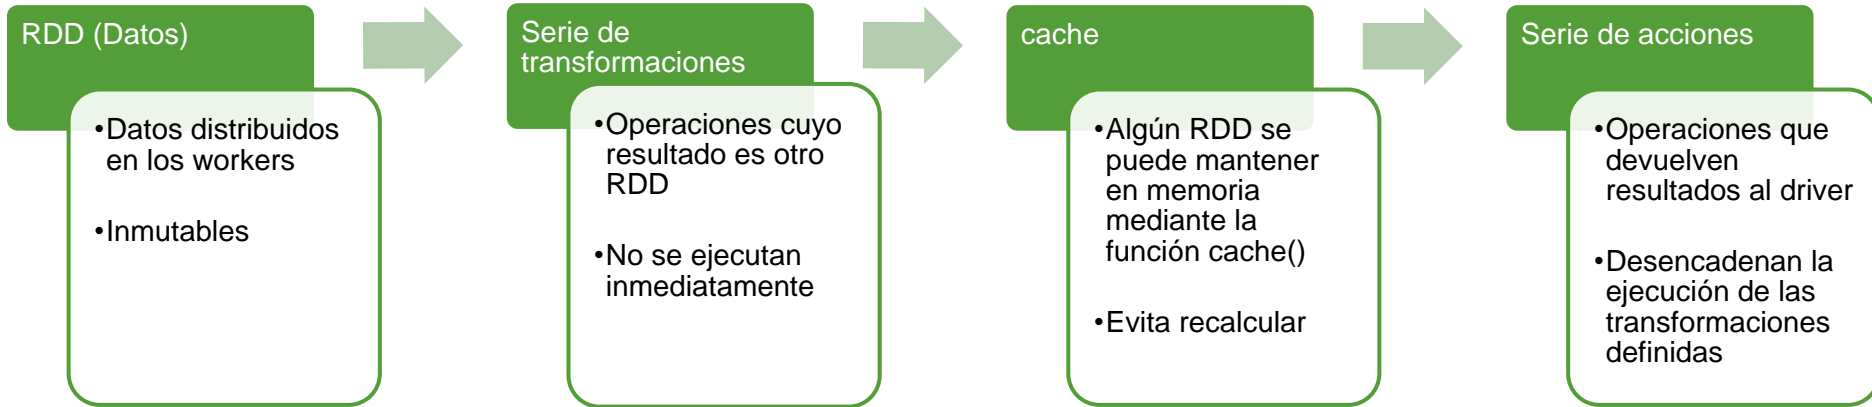 RDD (Datos)
•Datos distribuidos
en los workers
•Inmutables
Serie de
transformaciones
•Operaciones cuyo
resultado es otro
RDD
•No se ejecutan
inmediatamente
cache
•Algún RDD se
puede mantener
en memoria
mediante la
función cache()
•Evita recalcular
Serie de acciones
•Operaciones que
devuelven
resultados al driver
•Desencadenan la
ejecución de las
transformaciones
definidas